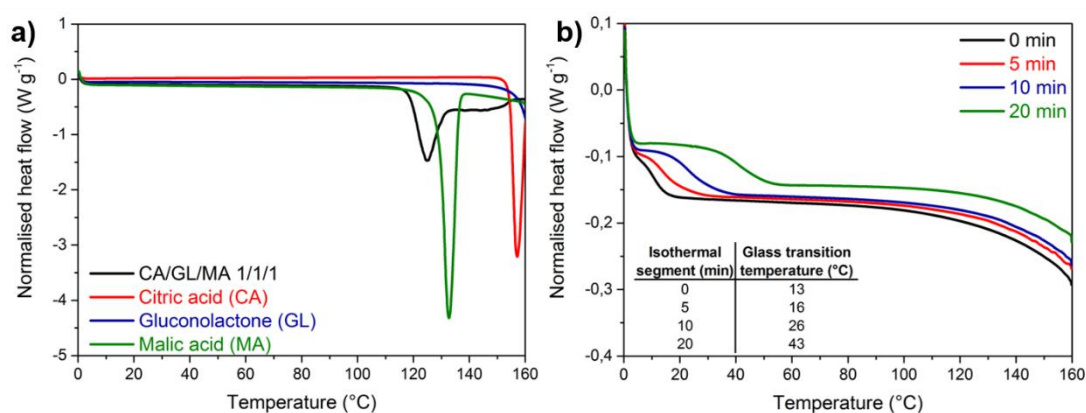 a)
Normalised heat flow (W g⁻¹)
1
0
-1
-2
-3
-4
-5
CA/GL/MA 1/1/1
Citric acid (CA)
Gluconolactone (GL)
Malic acid (MA)
0 20 40 60 80 100 120 140 160
Temperature (°C)
b)
Normalised heat flow (W g⁻¹)
0,1
0,0
-0,1
-0,2
-0,3
-0,4
0 min
5 min
10 min
20 min
Isothermal Glass transition
segment (min) temperature (°C)
0 13
5 16
10 26
20 43
0 20 40 60 80 100 120 140 160
Temperature (°C)